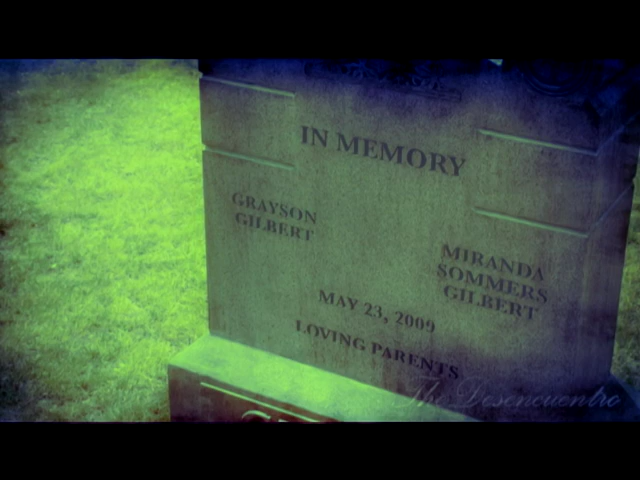 IN MEMORY
GRAYSON
GILBERT
MIRANDA
SOMMERS
GILBERT
MAY 23, 2009
LOVING PARENTS
The Desencuentro